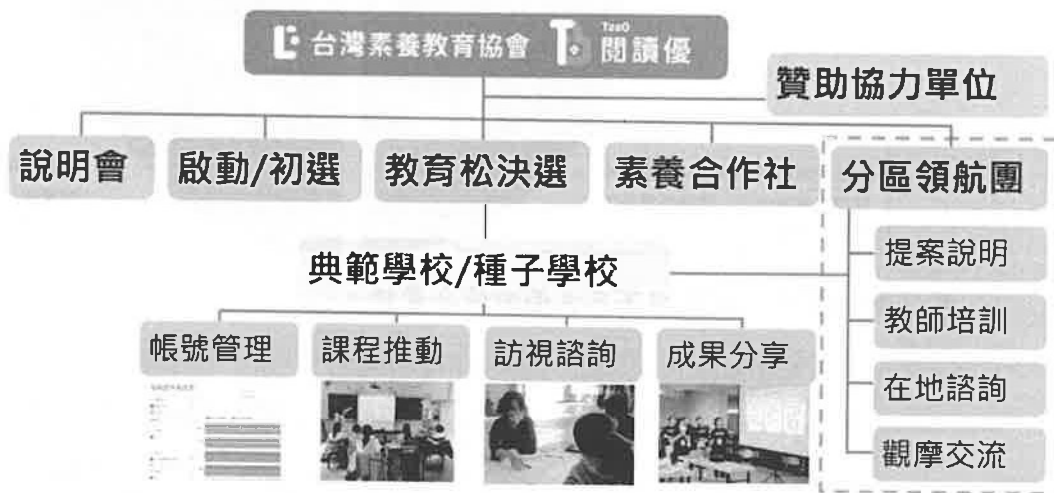 台灣素養教育協會 TeeO 閱讀優
贊助協力單位
說明會 啟動/初選 教育松決選 素養合作社 分區領航團
提案說明
典範學校/種子學校
教師培訓
帳號管理 課程推動 訪視諮詢 成果分享
在地諮詢
觀摩交流